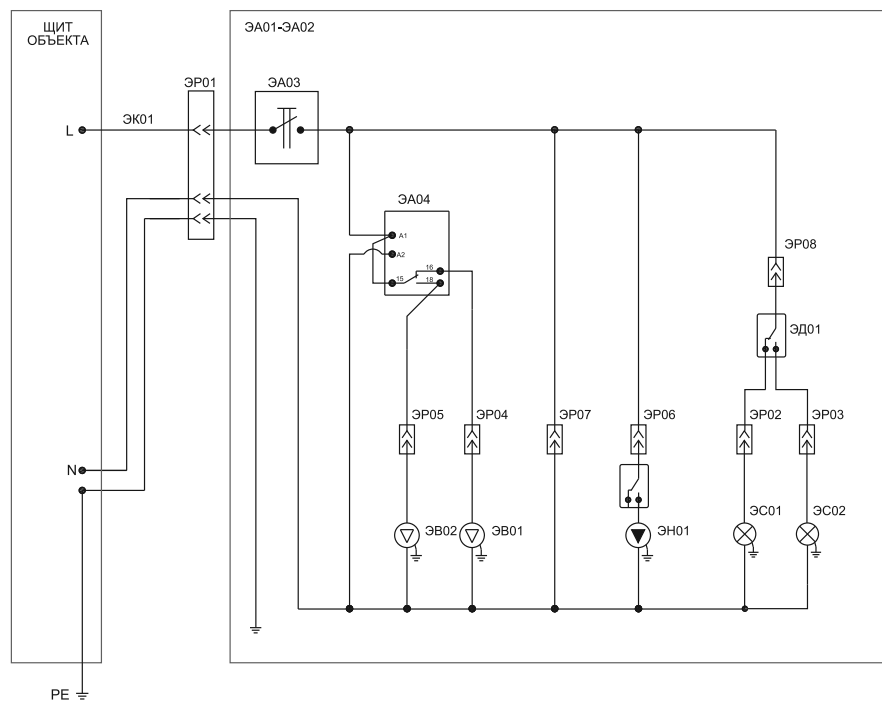 ЩИТ
ОБЪЕКТА
ЭА01-ЭА02
ЭР01
ЭА03
L
ЭК01
ЭА04
A1
A2
16
15
18
ЭР08
ЭД01
ЭР05
ЭР04
ЭР07
ЭР06
ЭР02
ЭР03
N
ЭВ02
ЭВ01
ЭН01
ЭС01
ЭС02
PE